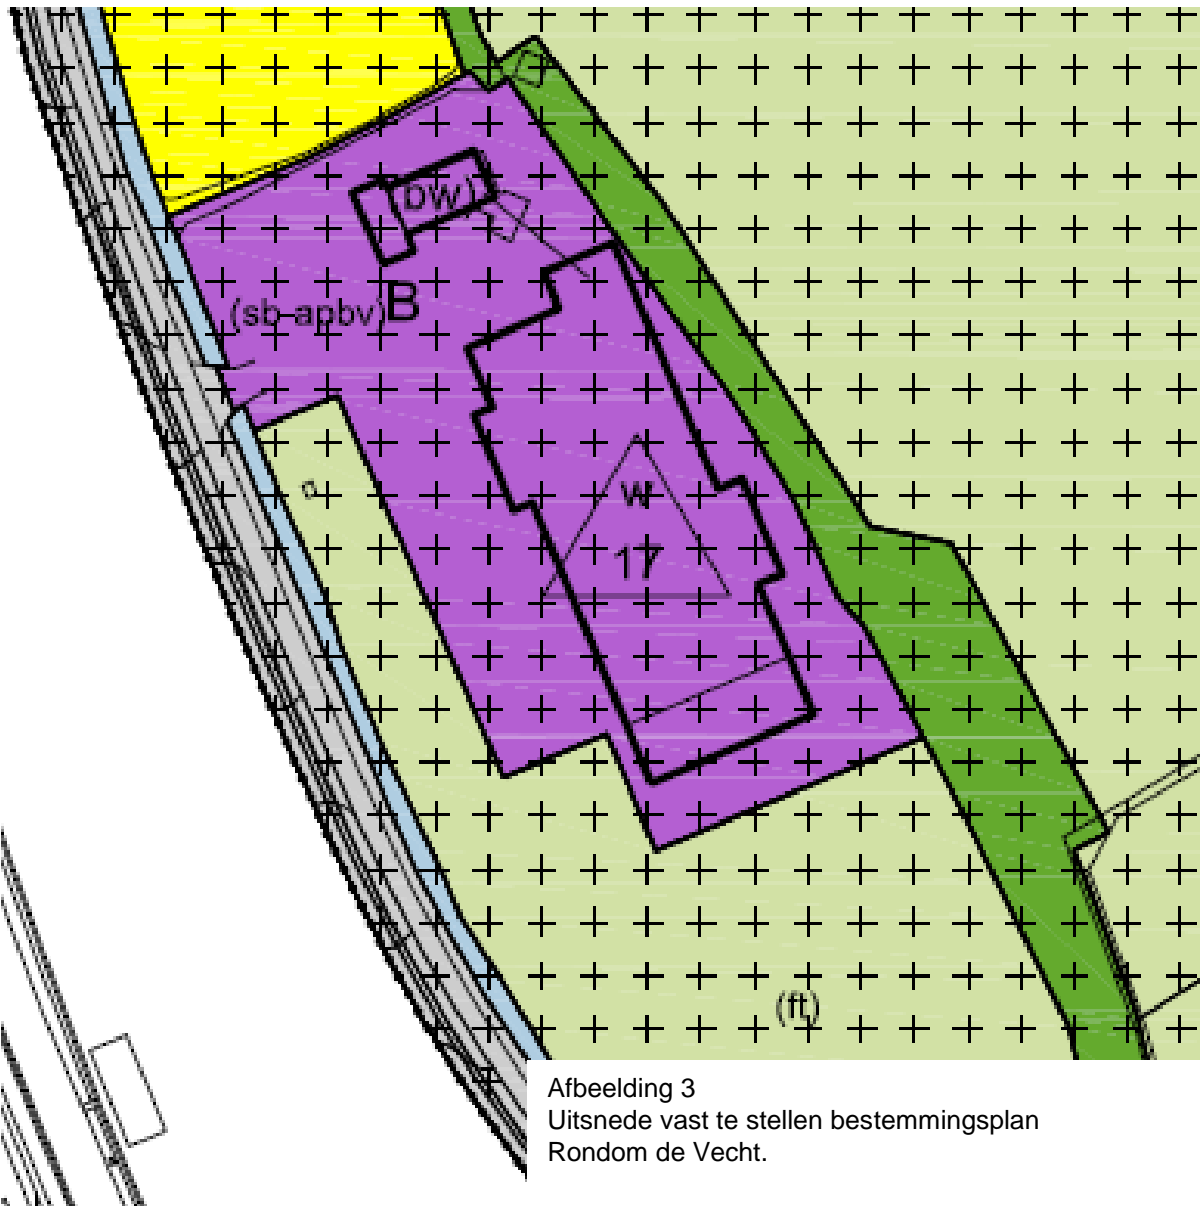 (bw)
(sb-apbv) B
w
17
(ft)
Afbeelding 3
Uitsnede vast te stellen bestemmingsplan
Rondom de Vecht.